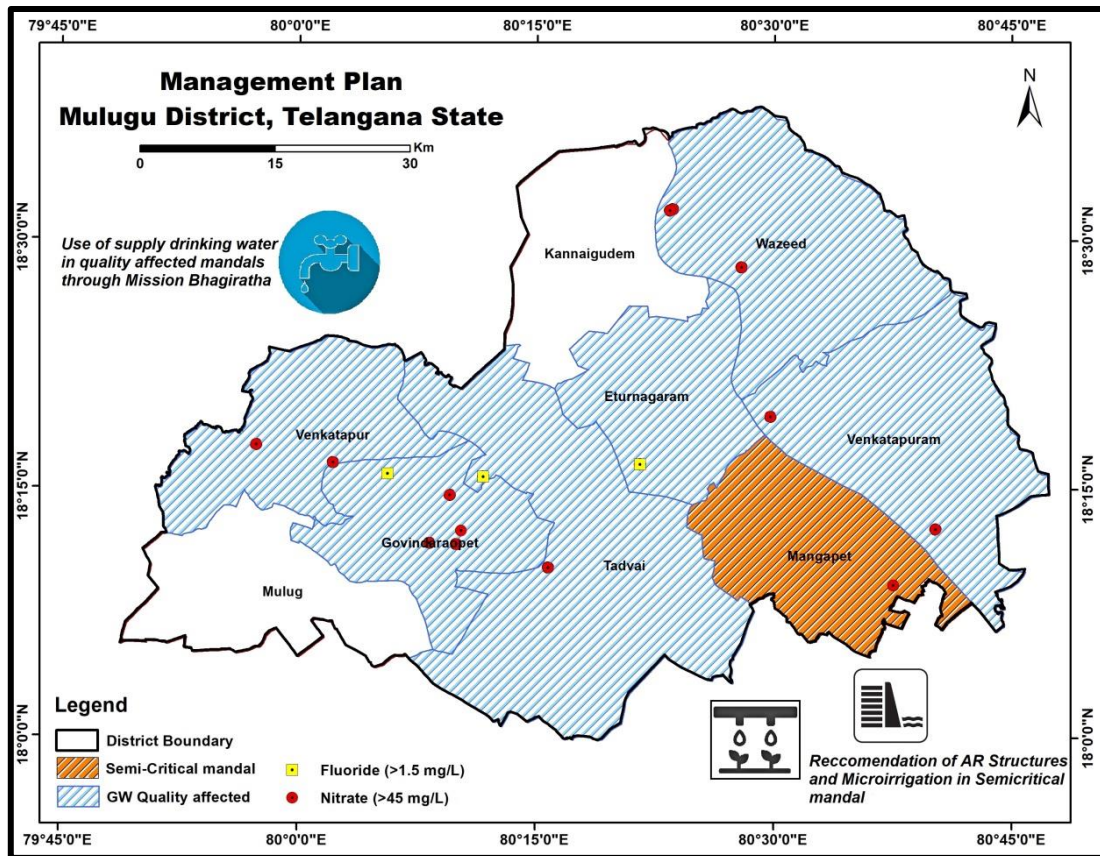 79°45'0"E 80°0'0"E 80°15'0"E 80°30'0"E 80°45'0"E
Management Plan
Mulugu District, Telangana State
Km
0 15 30
N
18°30'0"N
18°30'0"N
Use of supply drinking water
in quality affected mandals
through Mission Bhagiratha
Kannaigudem
Wazeed
Eturnagaram
Venkatapur
Venkatapuram
18°15'0"N
18°15'0"N
Govindaraopet
Mangapet
Tadvai
Mulug
Legend
District Boundary
Semi-Critical mandal
GW Quality affected
Fluoride (>1.5 mg/L)
Nitrate (>45 mg/L)
18°0'0"N
18°0'0"N
Reccomendation of AR Structures
and Microirrigation in Semicritical
mandal
79°45'0"E 80°0'0"E 80°15'0"E 80°30'0"E 80°45'0"E